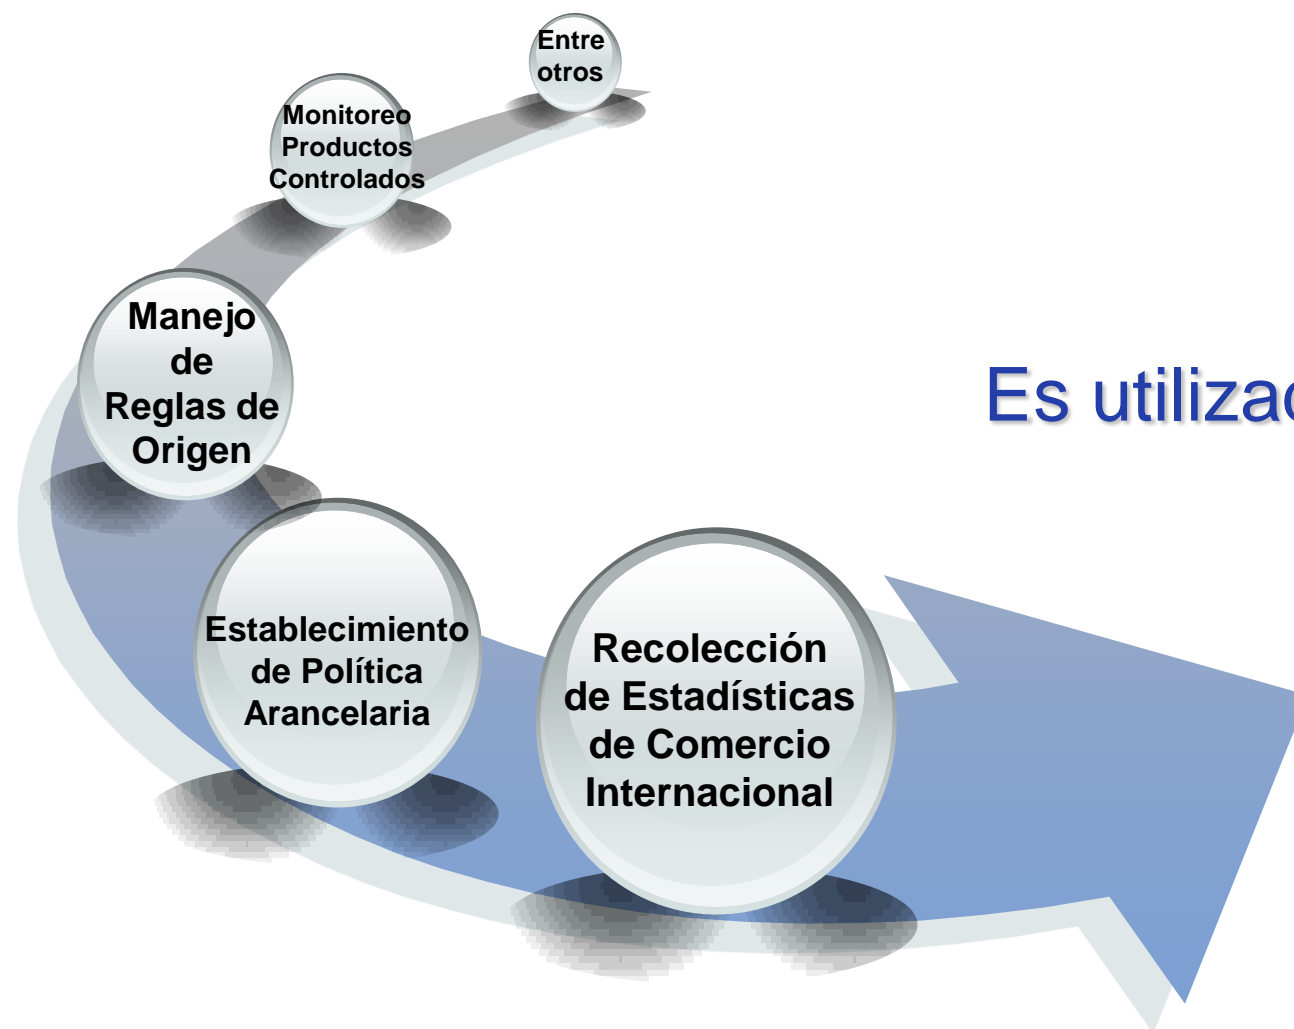 Entre
otros
Monitoreo
Productos
Controlados
Manejo
de
Reglas de
Origen
Es
Establecimiento
de Política
Arancelaria
Recolección
de Estadísticas
de Comercio
Internacional